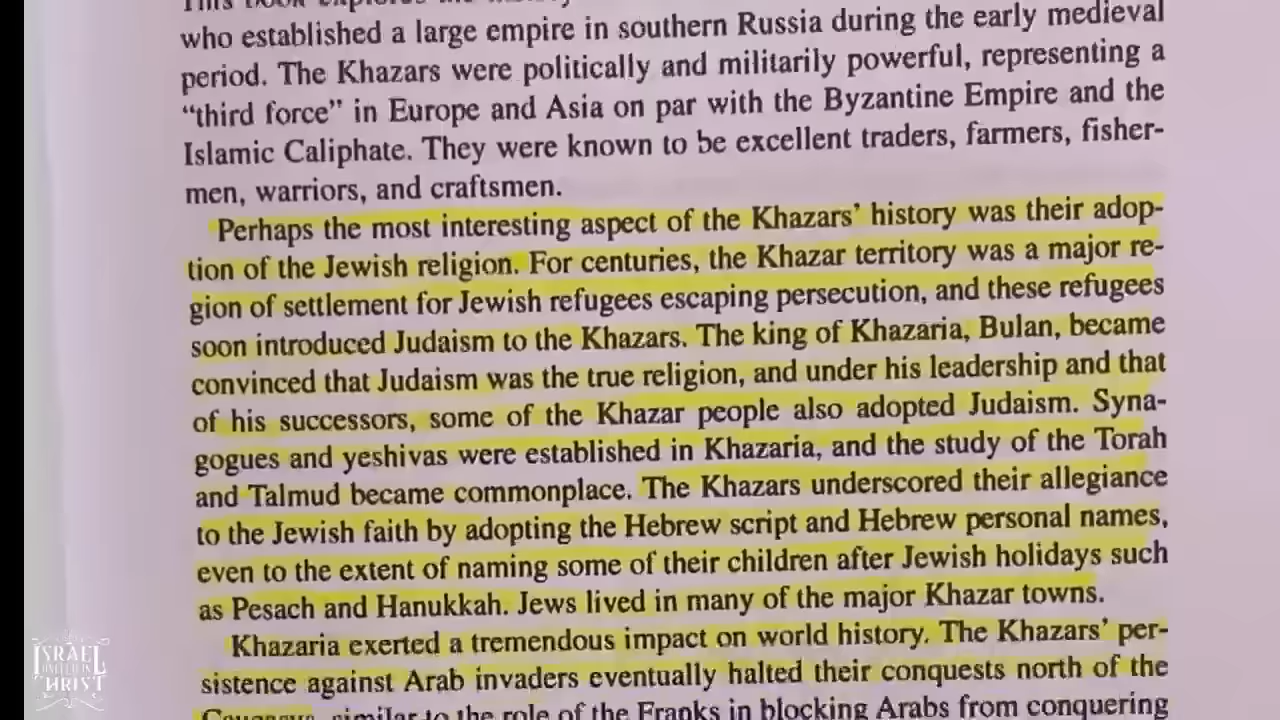 This book explores the history
who established a large empire in southern Russia during the early medieval
period. The Khazars were politically and militarily powerful, representing a
“third force” in Europe and Asia on par with the Byzantine Empire and the
Islamic Caliphate. They were known to be excellent traders, farmers, fisher-
men, warriors, and craftsmen.
Perhaps the most interesting aspect of the Khazars’ history was their adop-
tion of the Jewish religion. For centuries, the Khazar territory was a major re-
gion of settlement for Jewish refugees escaping persecution, and these refugees
soon introduced Judaism to the Khazars. The king of Khazaria, Bulan, became
convinced that Judaism was the true religion, and under his leadership and that
of his successors, some of the Khazar people also adopted Judaism. Syna-
gogues and yeshivas were established in Khazaria, and the study of the Torah
and Talmud became commonplace. The Khazars underscored their allegiance
to the Jewish faith by adopting the Hebrew script and Hebrew personal names,
even to the extent of naming some of their children after Jewish holidays such
as Pesach and Hanukkah. Jews lived in many of the major Khazar towns.
Khazaria exerted a tremendous impact on world history. The Khazars’ per-
sistence against Arab invaders eventually halted their conquests north of the
Caucasus, similar to the role of the Franks in blocking Arabs from conquering
ISRAEL
UNITED IN
CHRIST